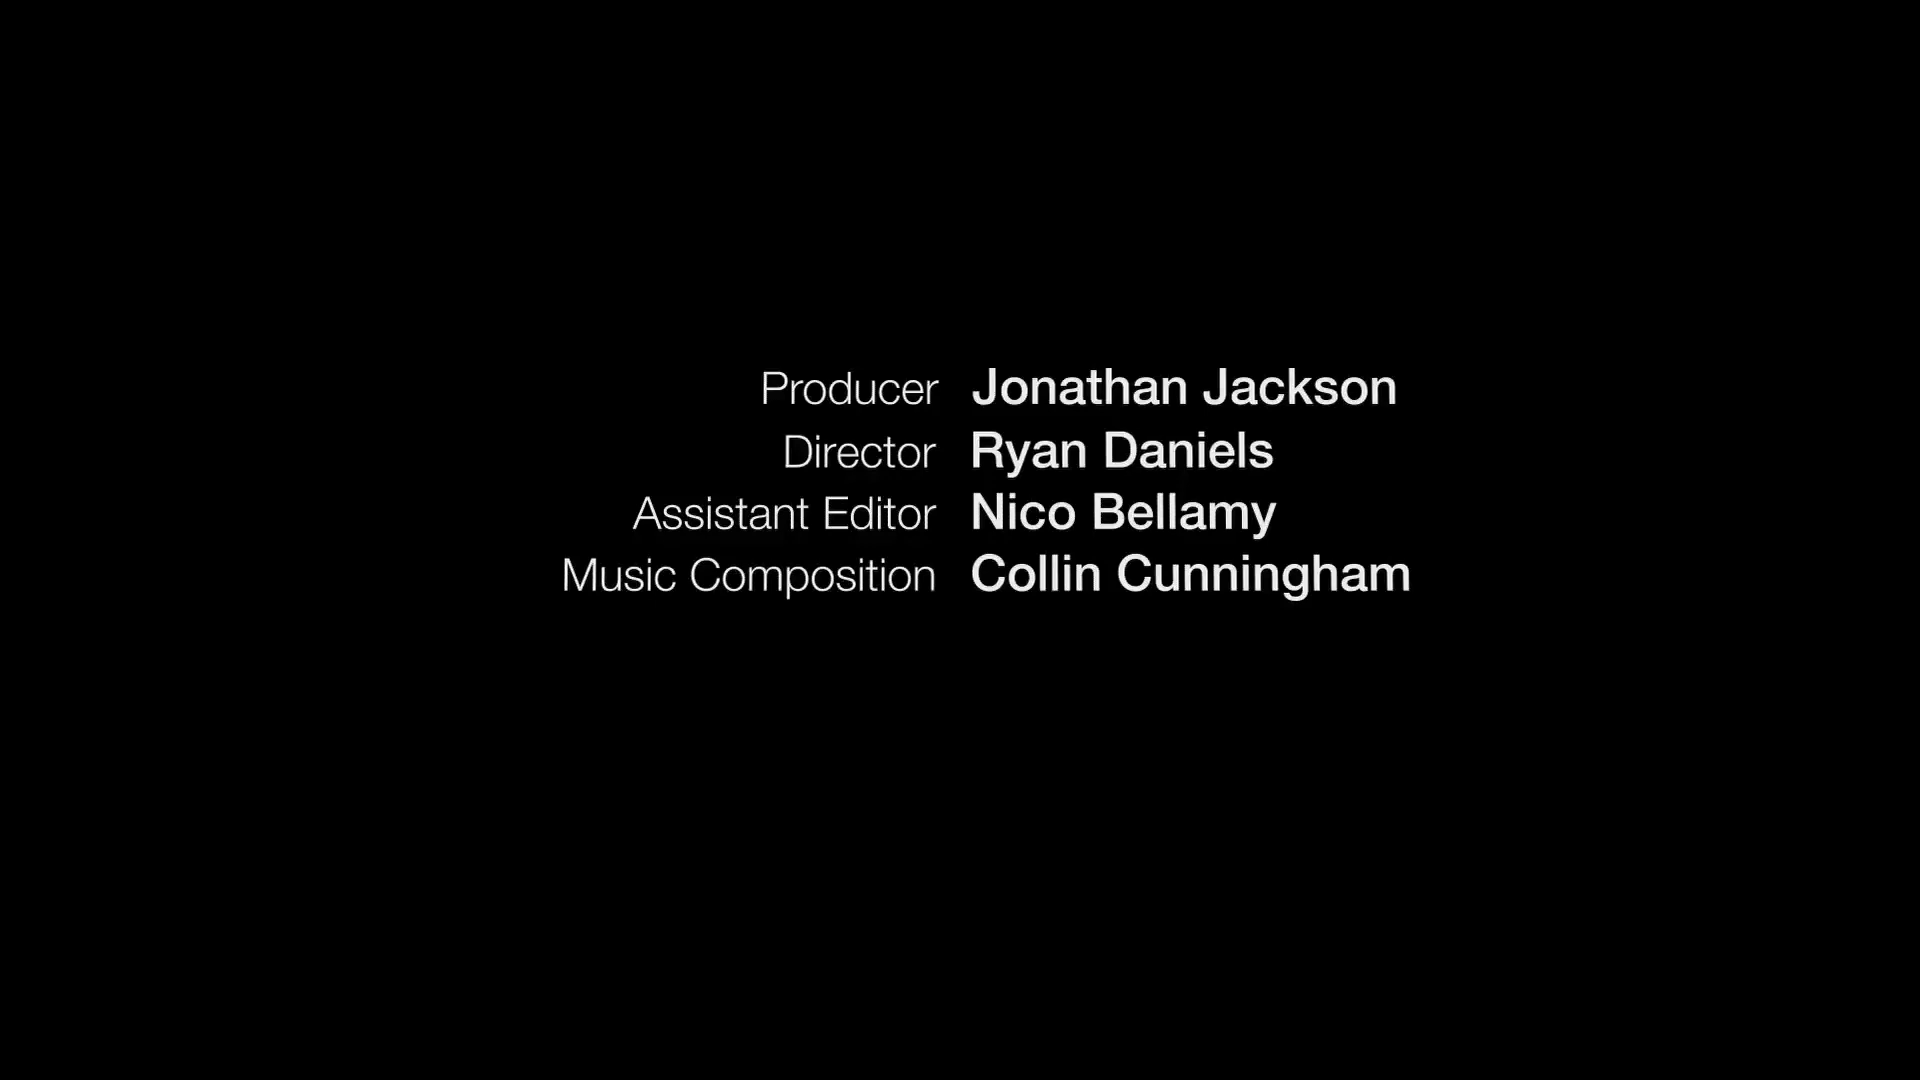 Producer Jonathan Jackson
Director Ryan Daniels
Assistant Editor Nico Bellamy
Music Composition Collin Cunningham